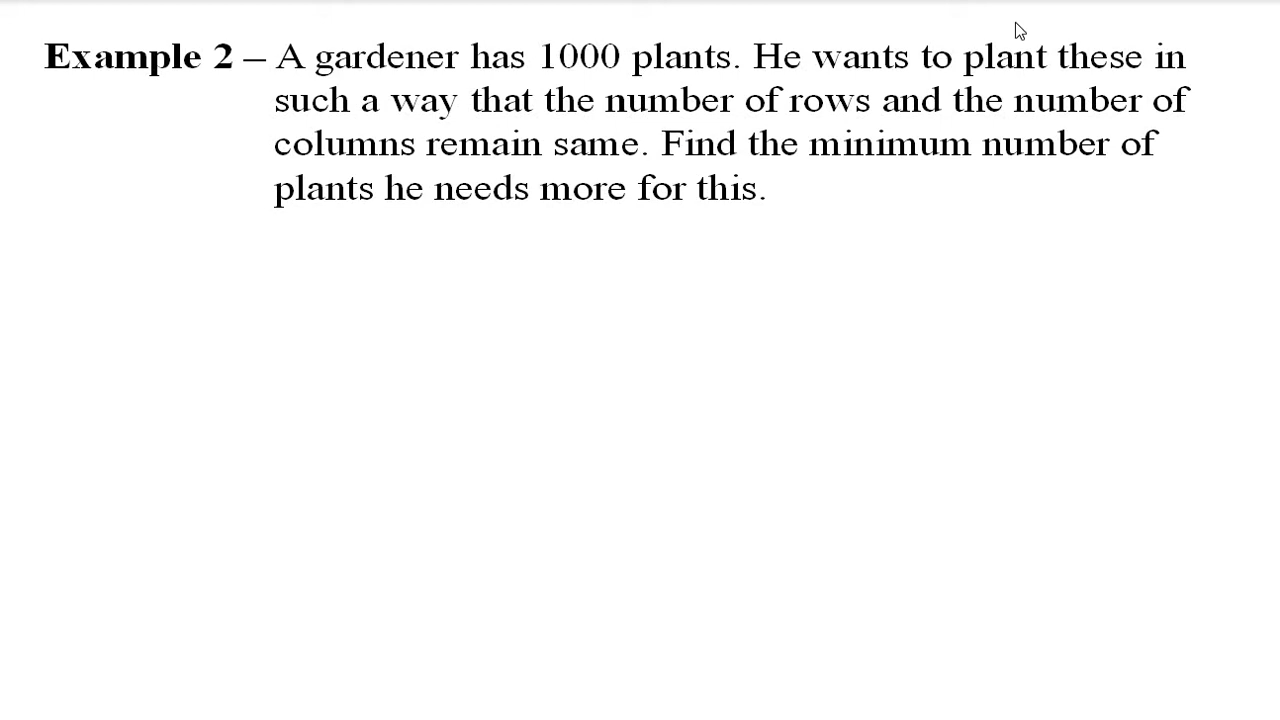 Example 2 – A gardener has 1000 plants. He wants to plant these in
such a way that the number of rows and the number of
columns remain same. Find the minimum number of
plants he needs more for this.